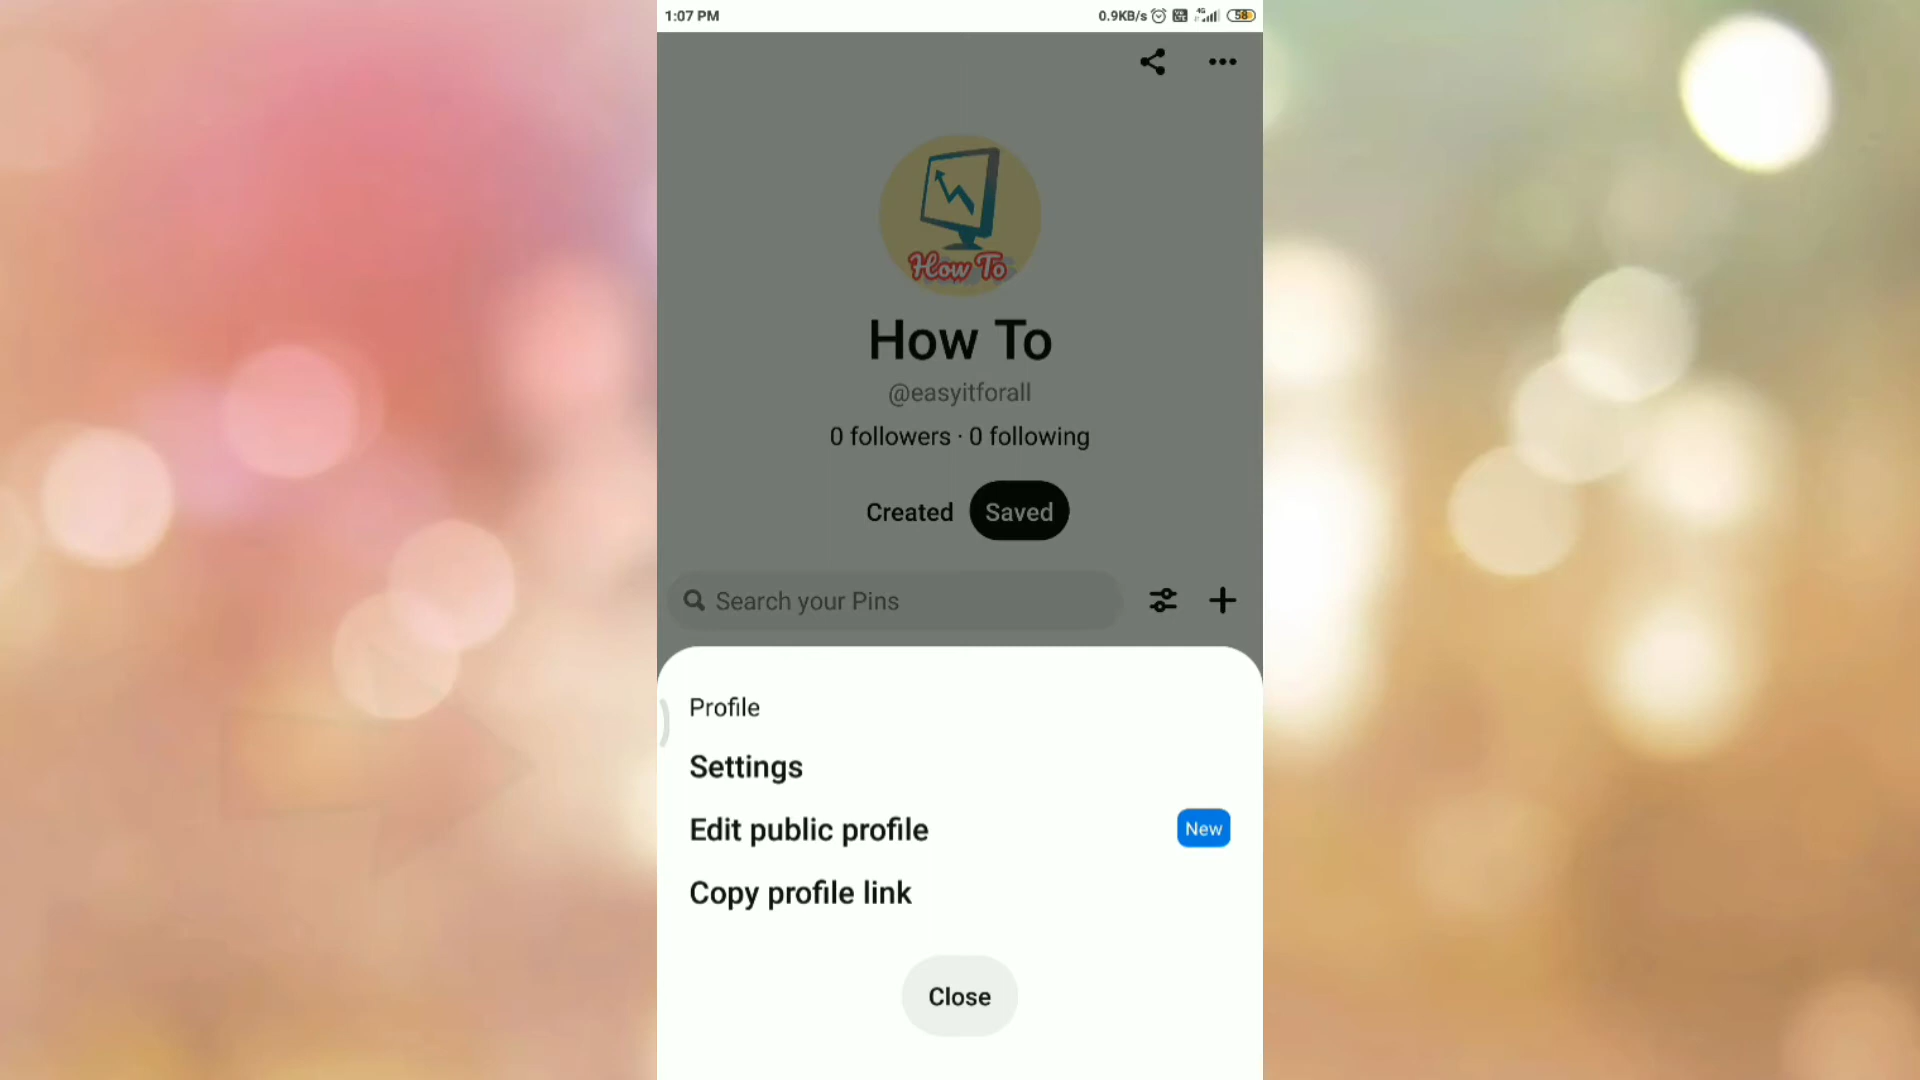 1:07 PM
0.9KB/s 4G 58
How To
How To
@easyitforall
0 followers · 0 following
Created Saved
Search your Pins
Profile
Settings
Edit public profile New
Copy profile link
Close